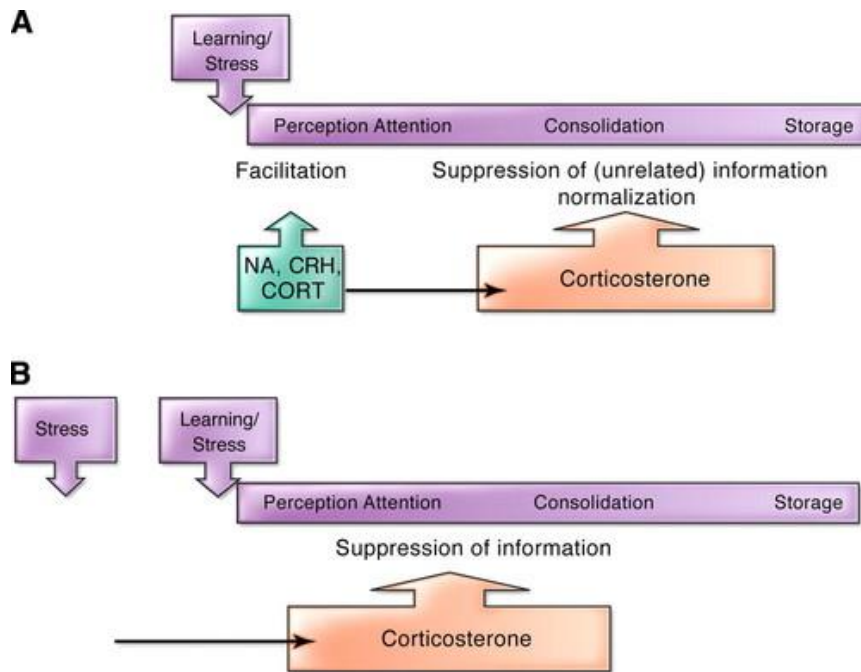 A
Learning/
Stress
Perception Attention Consolidation Storage
Facilitation
Suppression of (unrelated) information
normalization
NA, CRH,
CORT
Corticosterone
B
Stress
Learning/
Stress
Perception Attention Consolidation Storage
Suppression of information
Corticosterone